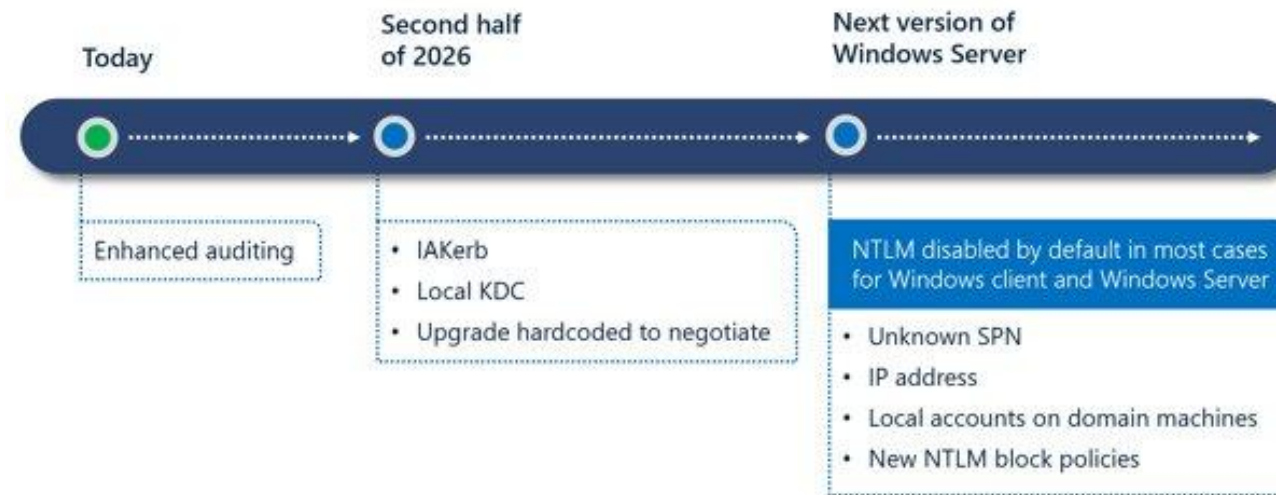 Today
Second half
of 2026
Next version of
Windows Server
Enhanced auditing
• IAKerb
• Local KDC
• Upgrade hardcoded to negotiate
NTLM disabled by default in most cases
for Windows client and Windows Server
• Unknown SPN
• IP address
• Local accounts on domain machines
• New NTLM block policies